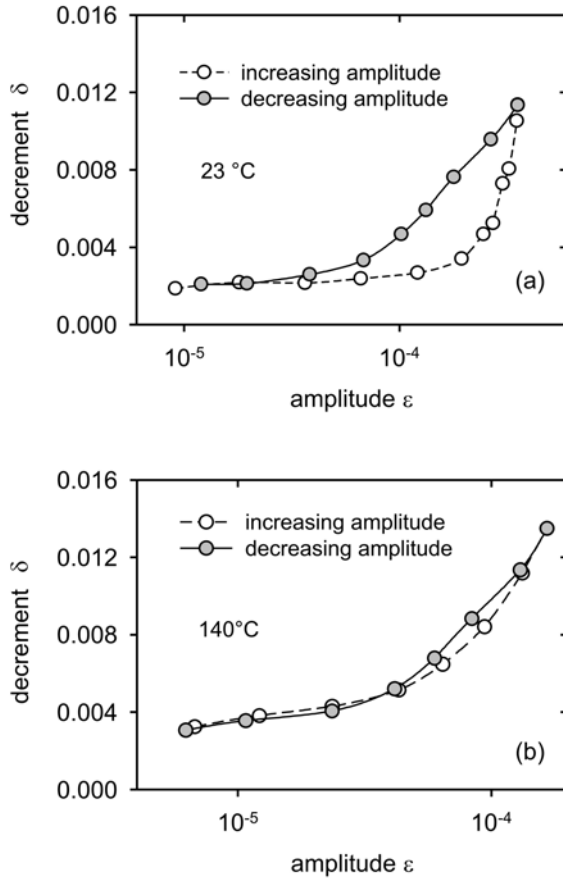 0.016
increasing amplitude
decreasing amplitude
0.012
decrement δ
23 °C
0.008
0.004
(a)
0.000
10-5
10-4
amplitude ε
0.016
increasing amplitude
decreasing amplitude
0.012
decrement δ
140°C
0.008
0.004
(b)
0.000
10-5
10-4
amplitude ε